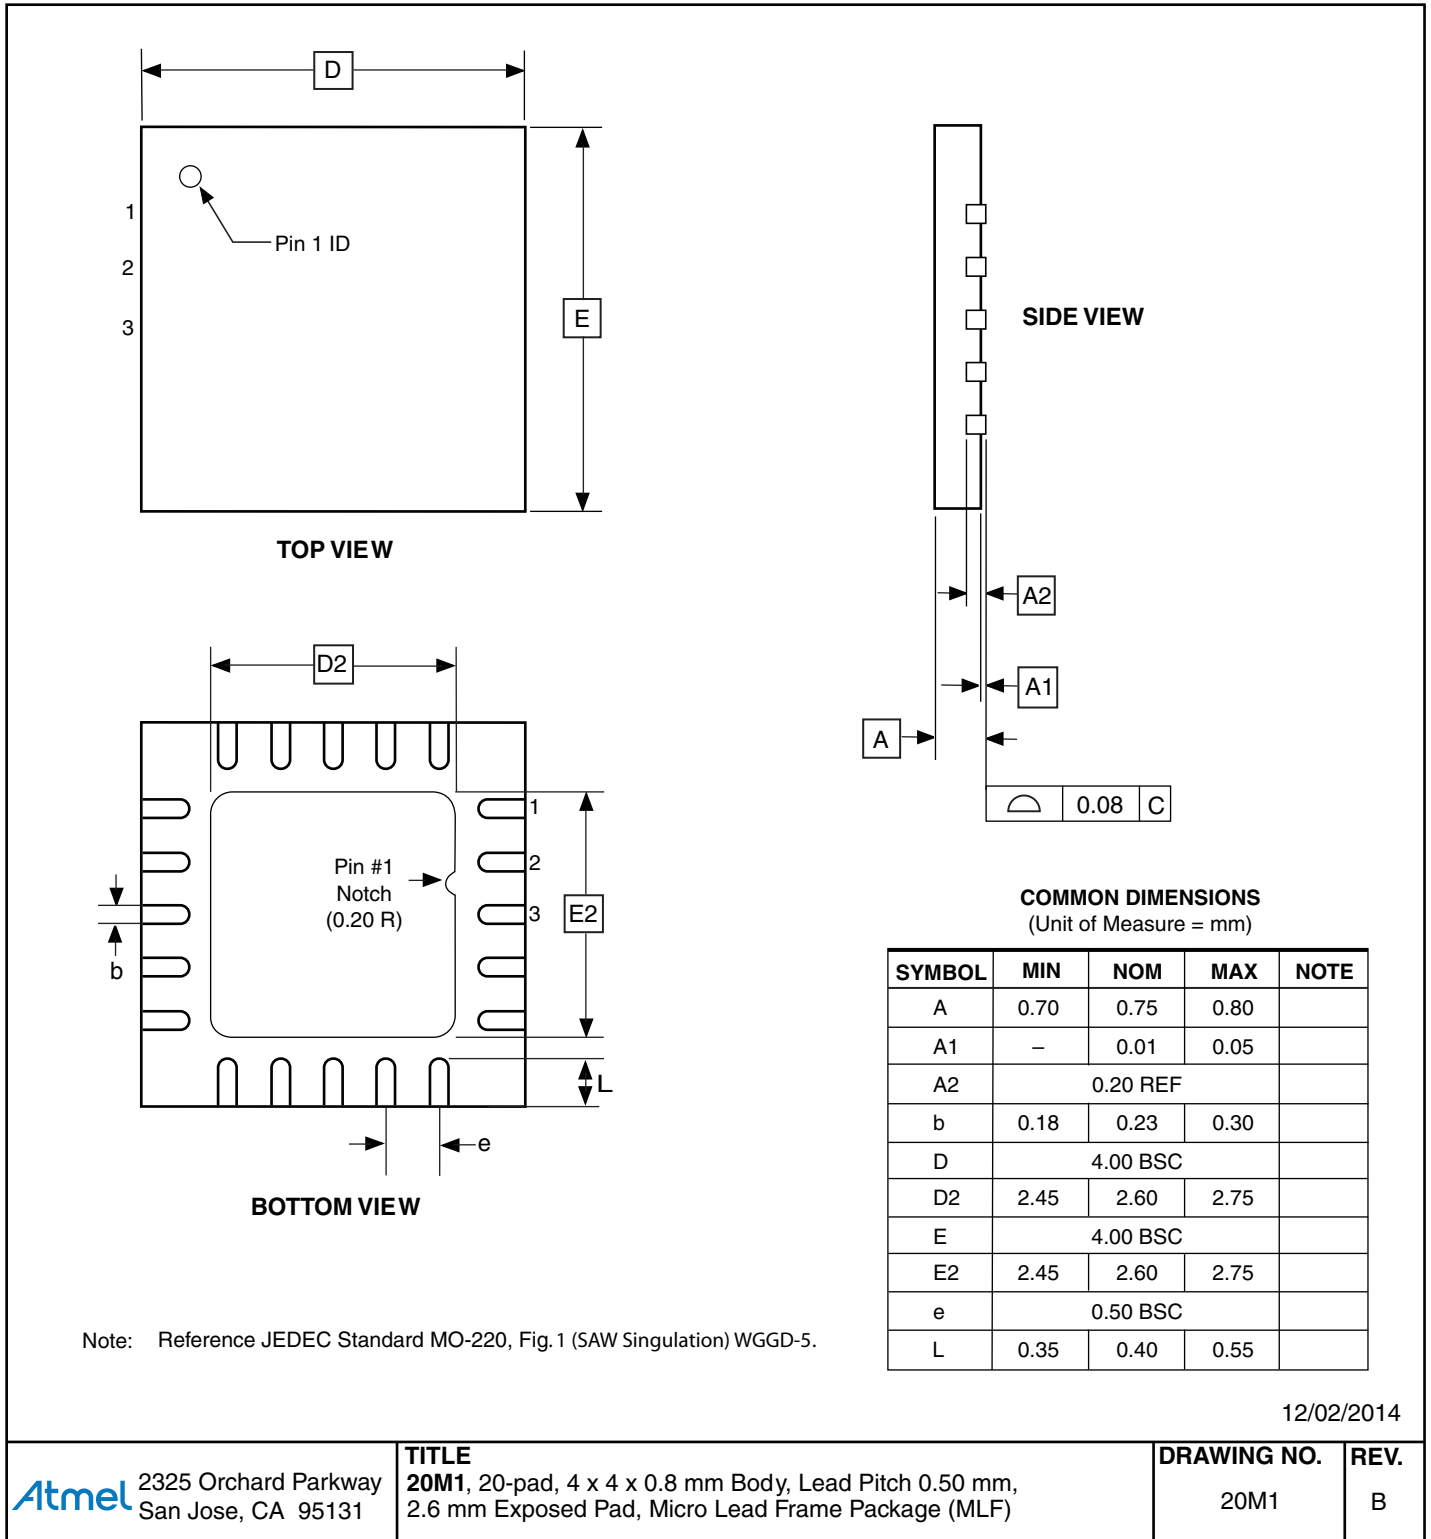 D
1
2
3
Pin 1 ID
E
TOP VIEW
SIDE VIEW
A2
A1
A
0.08 C
D2
1
2
3
Pin #1
Notch
(0.20 R)
E2
b
L
e
BOTTOM VIEW
COMMON DIMENSIONS
(Unit of Measure = mm)
SYMBOL MIN NOM MAX NOTE
A 0.70 0.75 0.80
A1 – 0.01 0.05
A2 0.20 REF
b 0.18 0.23 0.30
D 4.00 BSC
D2 2.45 2.60 2.75
E 4.00 BSC
E2 2.45 2.60 2.75
e 0.50 BSC
L 0.35 0.40 0.55
Note: Reference JEDEC Standard MO-220, Fig. 1 (SAW Singulation) WGGD-5.
12/02/2014
Atmel
2325 Orchard Parkway
San Jose, CA 95131
TITLE
20M1, 20-pad, 4 x 4 x 0.8 mm Body, Lead Pitch 0.50 mm,
2.6 mm Exposed Pad, Micro Lead Frame Package (MLF)
DRAWING NO.
20M1
REV.
B